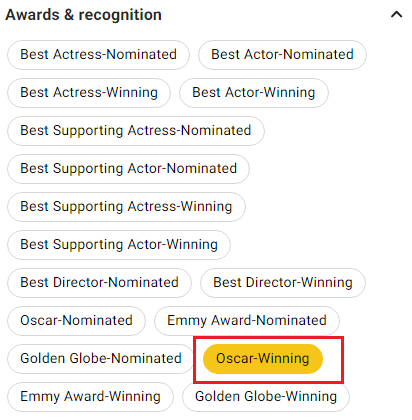 Awards & recognition
Best Actress-Nominated Best Actor-Nominated
Best Actress-Winning Best Actor-Winning
Best Supporting Actress-Nominated
Best Supporting Actor-Nominated
Best Supporting Actress-Winning
Best Supporting Actor-Winning
Best Director-Nominated Best Director-Winning
Oscar-Nominated Emmy Award-Nominated
Golden Globe-Nominated Oscar-Winning
Emmy Award-Winning Golden Globe-Winning